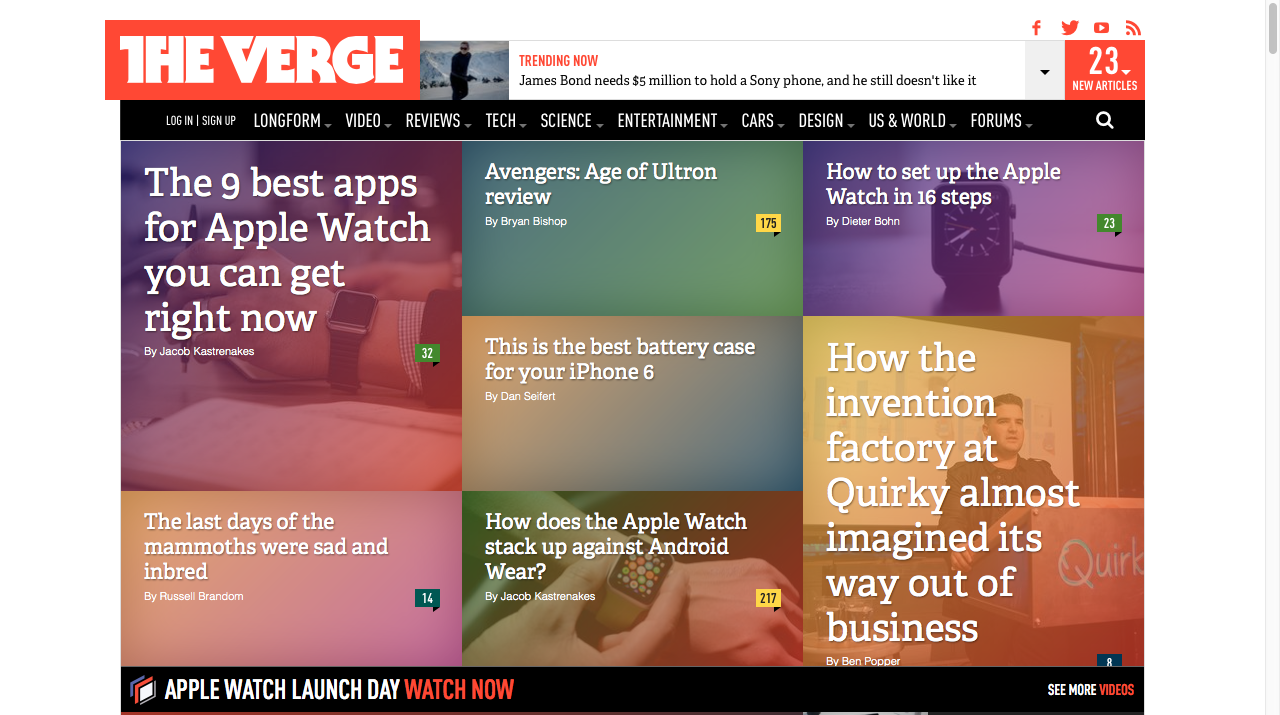 THE VERGE
TRENDING NOW
James Bond needs $5 million to hold a Sony phone, and he still doesn't like it
23
NEW ARTICLES
LOG IN | SIGN UP LONGFORM VIDEO REVIEWS TECH SCIENCE ENTERTAINMENT CARS DESIGN US & WORLD FORUMS
The 9 best apps
for Apple Watch
you can get
right now
By Jacob Kastrenakes
32
Avengers: Age of Ultron
review
By Bryan Bishop
175
How to set up the Apple
Watch in 16 steps
By Dieter Bohn
23
This is the best battery case
for your iPhone 6
By Dan Seifert
How the
invention
factory at
Quirky almost
imagined its
way out of
business
By Ben Popper
8
Quirk
The last days of the
mammoths were sad and
inbred
By Russell Brandom
14
How does the Apple Watch
stack up against Android
Wear?
By Jacob Kastrenakes
217
APPLE WATCH LAUNCH DAY WATCH NOW
SEE MORE VIDEOS